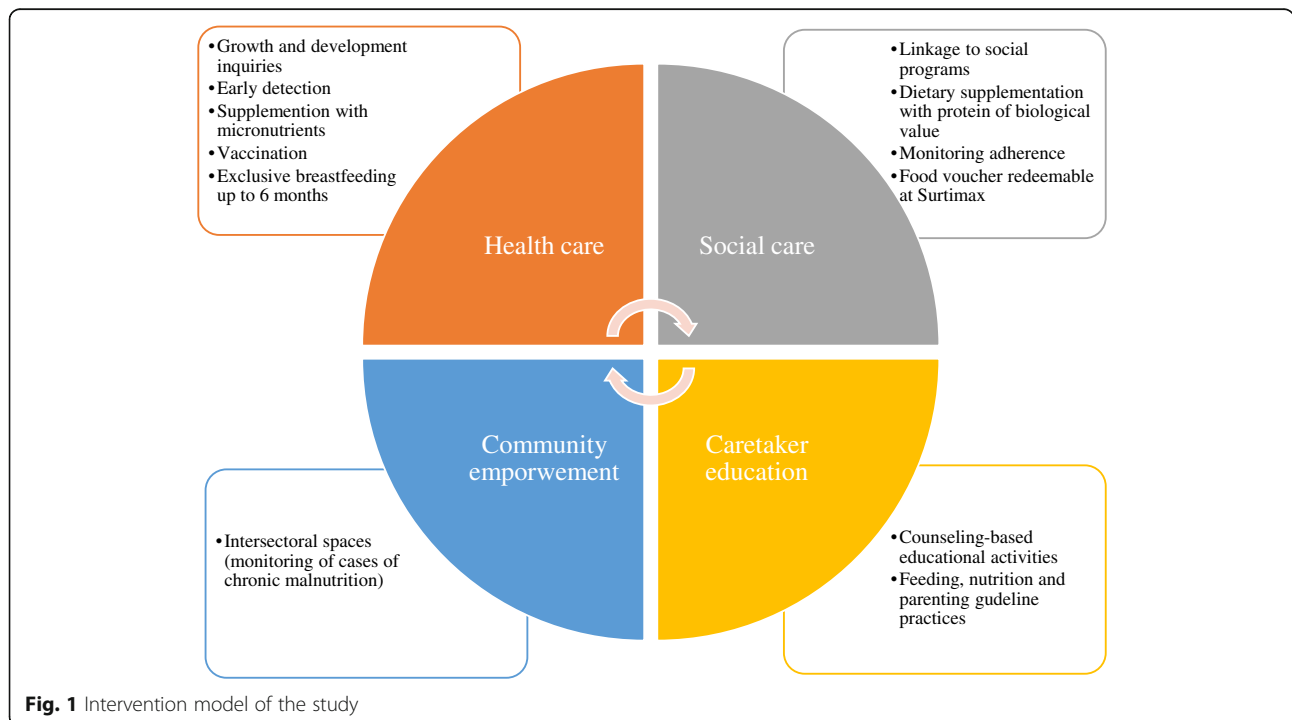 •Growth and development
inquiries
•Early detection
•Supplemention with
micronutrients
•Vaccination
•Exclusive breastfeeding
up to 6 months
•Linkage to social
programs
•Dietary supplementation
with protein of biological
value
•Monitoring adherence
•Food voucher redeemable
at Surtimax
Health care
Social care
Community
emporwement
Caretaker
education
•Intersectoral spaces
(monitoring of cases of
chronic malnutrition)
•Counseling-based
educational activities
•Feeding, nutrition and
parenting gudeline
practices
Fig. 1 Intervention model of the study